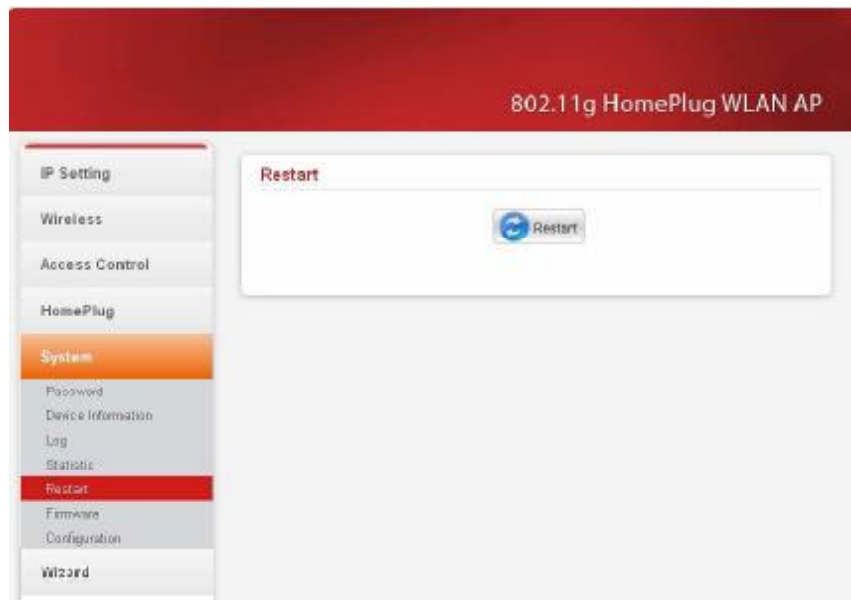 802.11g HomePlug WLAN AP
IP Setting
Wireless
Access Control
HomePlug
System
Password
Device Information
Log
Statistic
Restart
Firmware
Configuration
Wizard
Restart
Restart